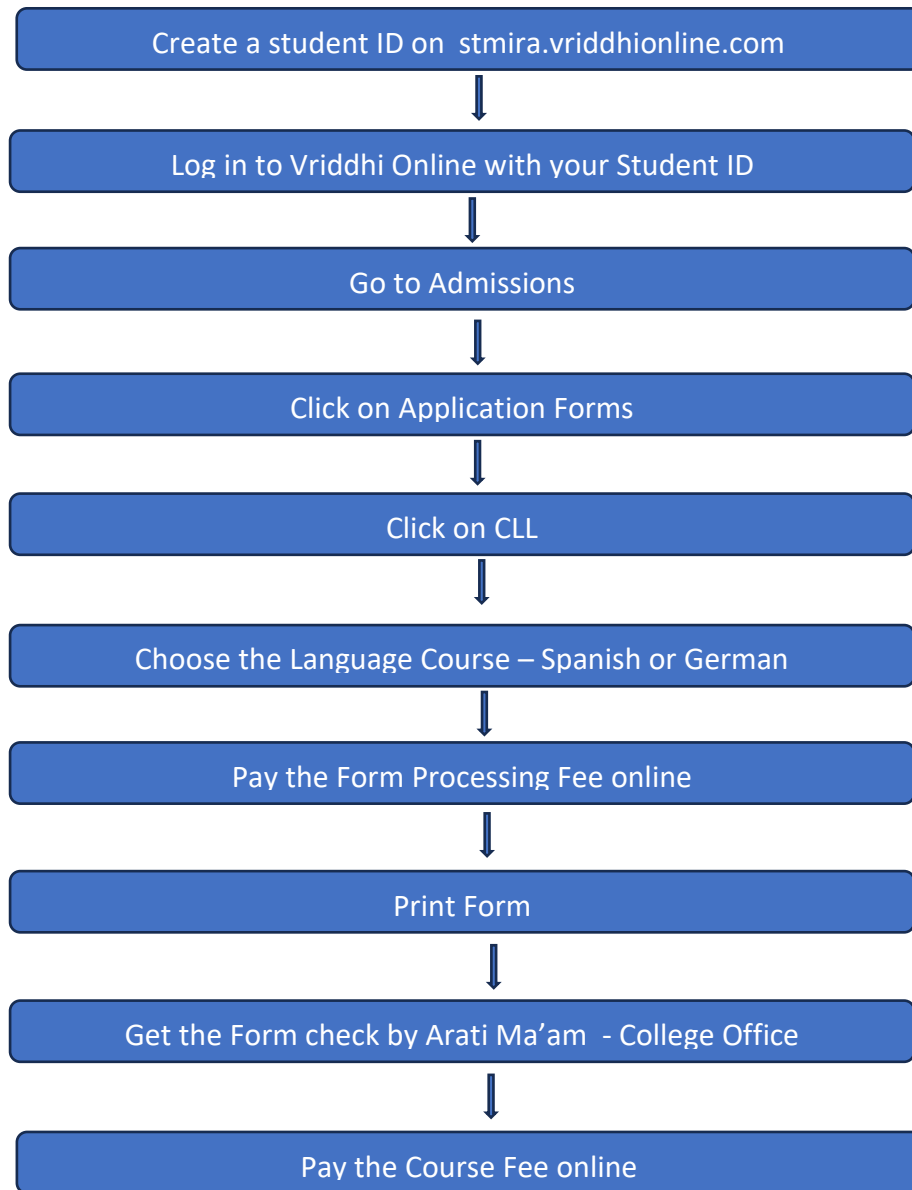 Create a student ID on  stmira.vriddhionline.com
Log in to Vriddhi Online with your Student ID
Go to Admissions
Click on Application Forms
Click on CLL
Choose the Language Course – Spanish or German
Pay the Form Processing Fee online
Print Form
Get the Form check by Arati Ma’am  - College Office
Pay the Course Fee online